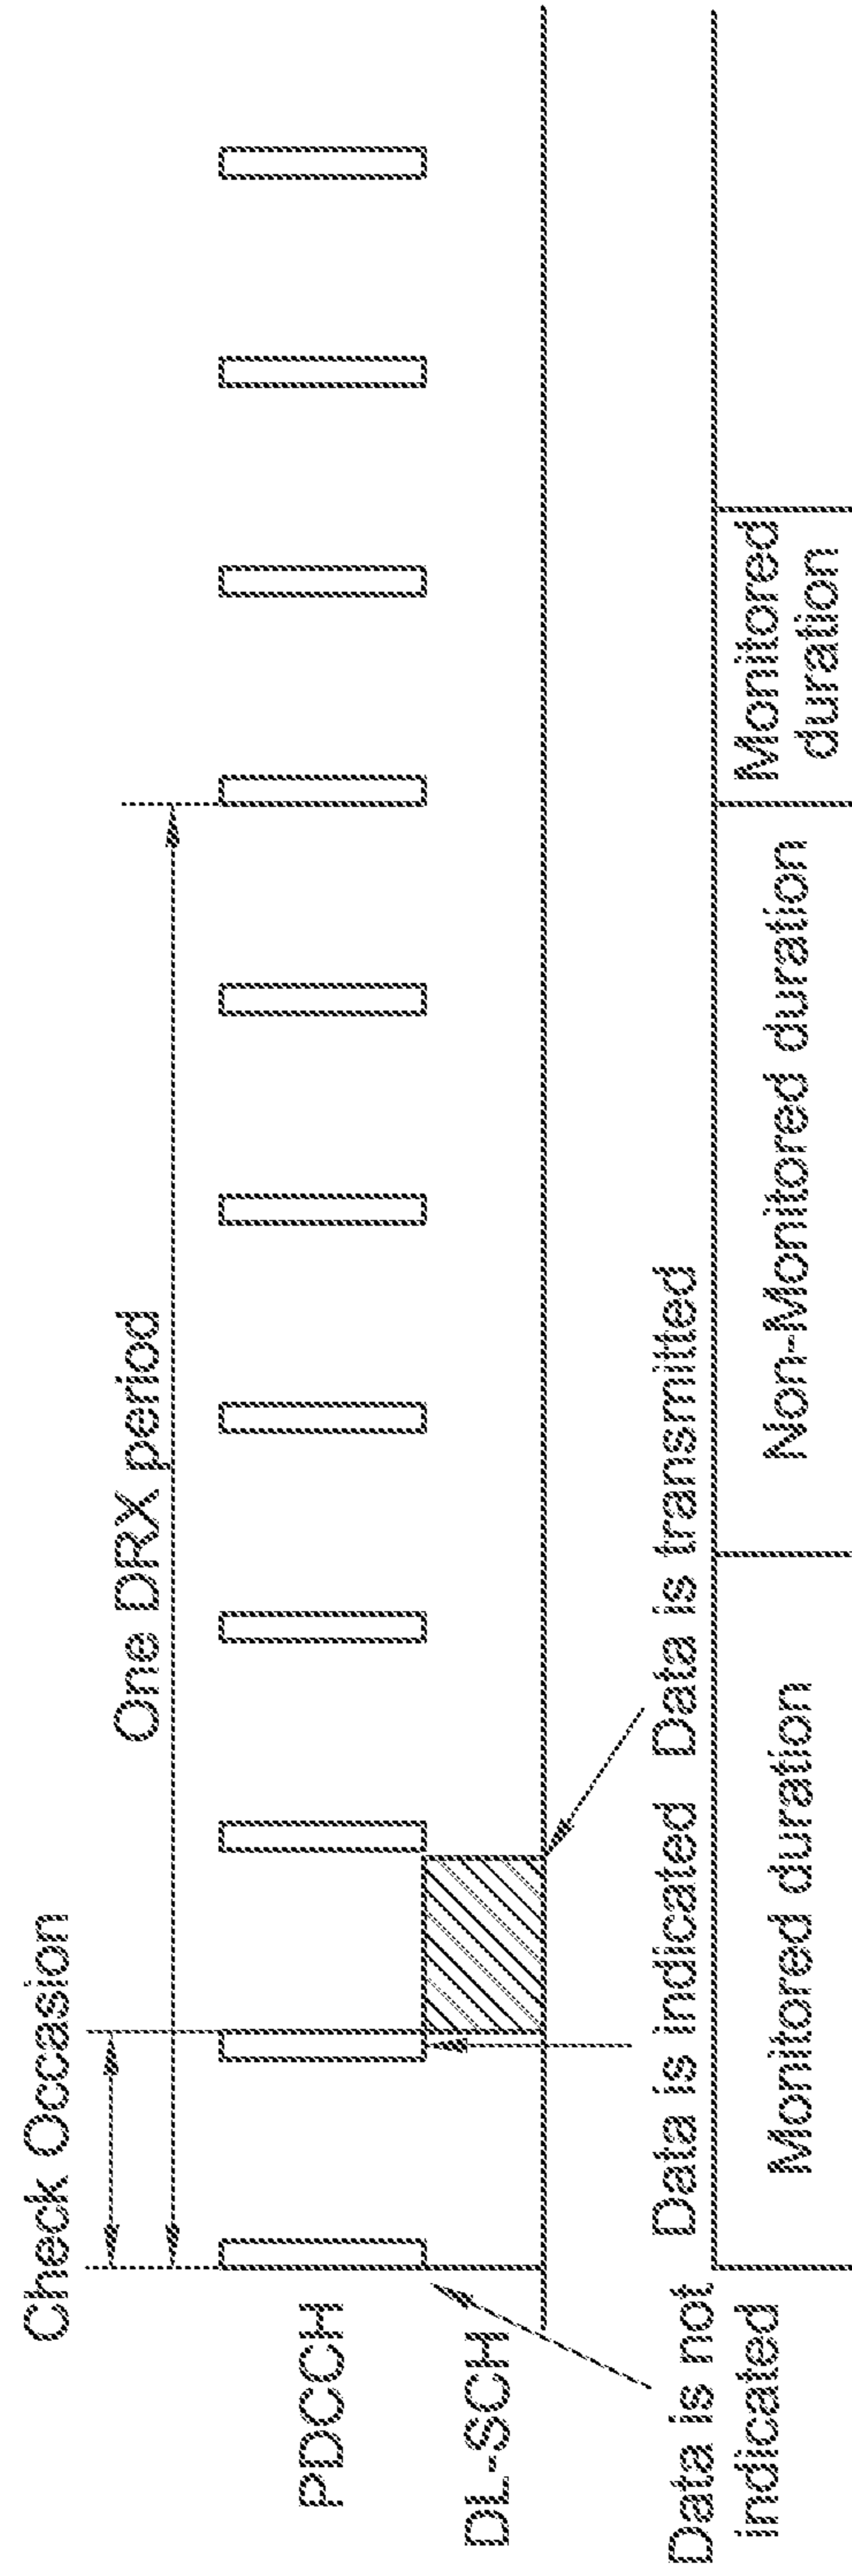 Check Occasion
One DRX period
PDCCH
DL-SCH
Data is not
indicated
Data is indicated
Data is transmitted
Monitored duration
Non-Monitored duration
Monitored
duration